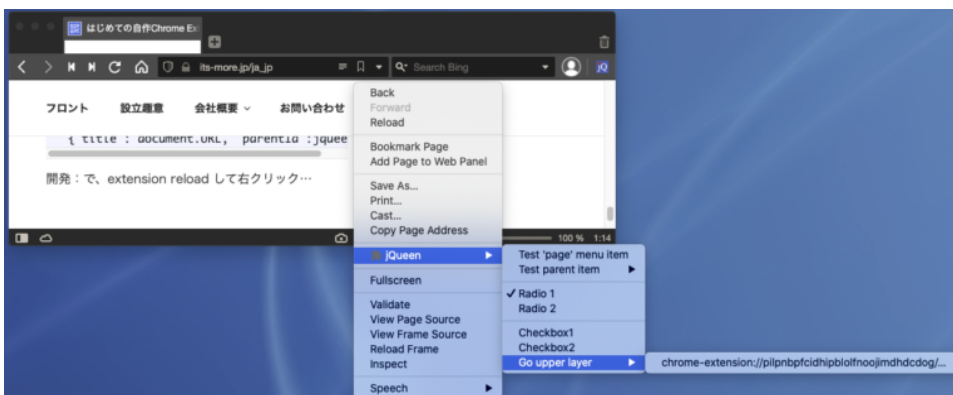 はじめての自作Chrome Ex
its-more.jp/ja_jp
Search Bing
jQ
フロント 設立趣意 会社概要 お問い合わせ
{ title : document.URL, parentId :jquee
開発：で、extension reload して右クリック…
100 % 1:14
Back
Forward
Reload
Bookmark Page
Add Page to Web Panel
Save As...
Print...
Cast...
Copy Page Address
jQueen
Fullscreen
Validate
View Page Source
View Frame Source
Reload Frame
Inspect
Speech
Test 'page' menu item
Test parent item
Radio 1
Radio 2
Checkbox1
Checkbox2
Go upper layer
chrome-extension://pilpnbpfcidhipblolfnoojimdhdcdog/...